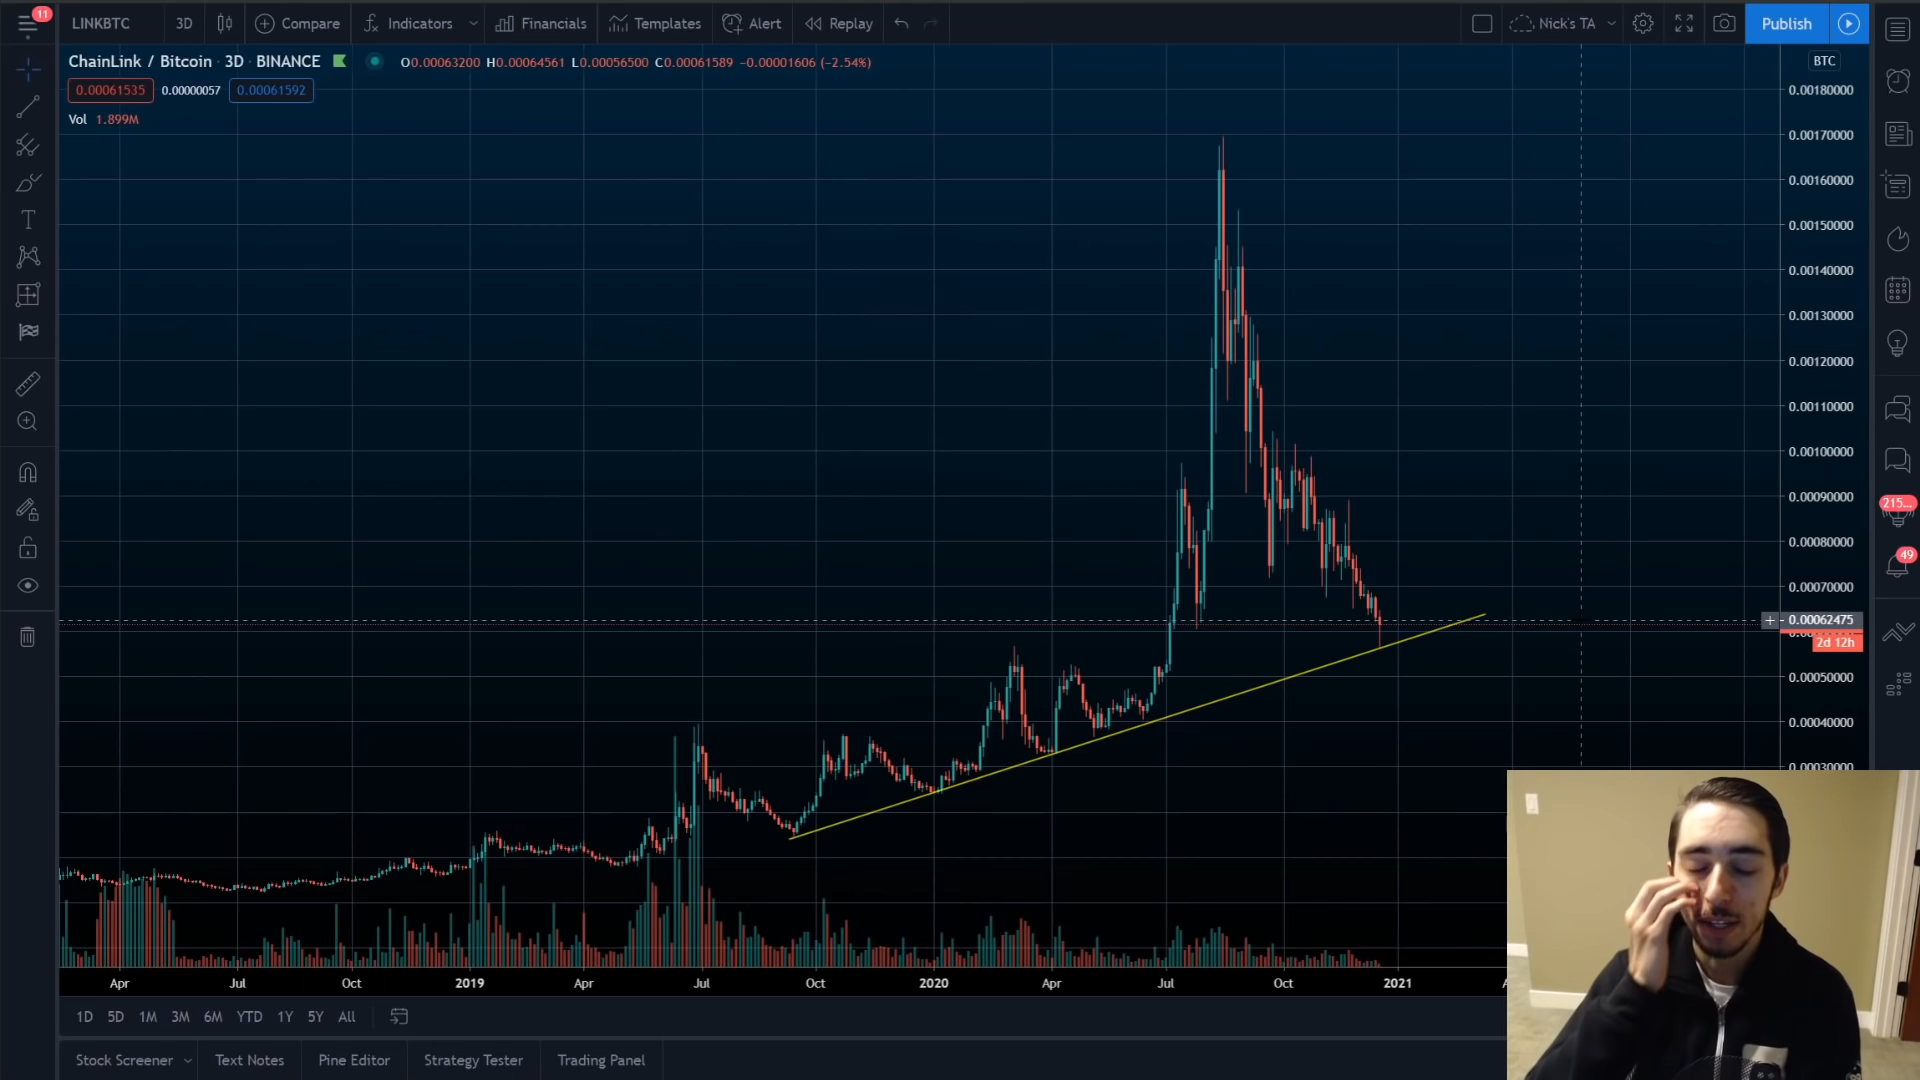 11
LINKBTC 3D Compare Indicators Financials Templates Alert Replay Nick's TA Publish
ChainLink / Bitcoin · 3D · BINANCE O0.00063200 H0.00064561 L0.00056500 C0.00061589 −0.00001606 (−2.54%)
BTC
0.00061535 0.00000057 0.00061592
Vol 1.899M
0.00180000
0.00170000
0.00160000
0.00150000
0.00140000
0.00130000
0.00120000
0.00110000
0.00100000
0.00090000
0.00080000
0.00070000
0.00062475
2d 12h
0.00050000
0.00040000
0.00030000
215...
49
Apr Jul Oct 2019 Apr Jul Oct 2020 Apr Jul Oct 2021
1D 5D 1M 3M 6M YTD 1Y 5Y All
Stock Screener Text Notes Pine Editor Strategy Tester Trading Panel